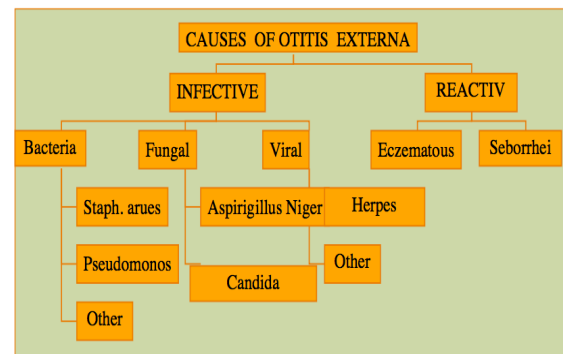 CAUSES OF OTITIS EXTERNA
INFECTIVE
REACTIV
Bacteria
Fungal
Viral
Eczematous
Seborrhei
Staph. arues
Aspirigillus Niger
Herpes
Pseudomonos
Candida
Other
Other